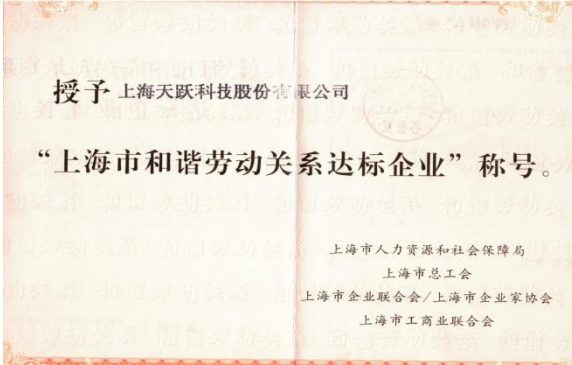 授予 上海天跃科技股份有限公司
“上海市和谐劳动关系达标企业”称号。
上海市人力资源和社会保障局
上海市总工会
上海市企业联合会/上海市企业家协会
上海市工商业联合会